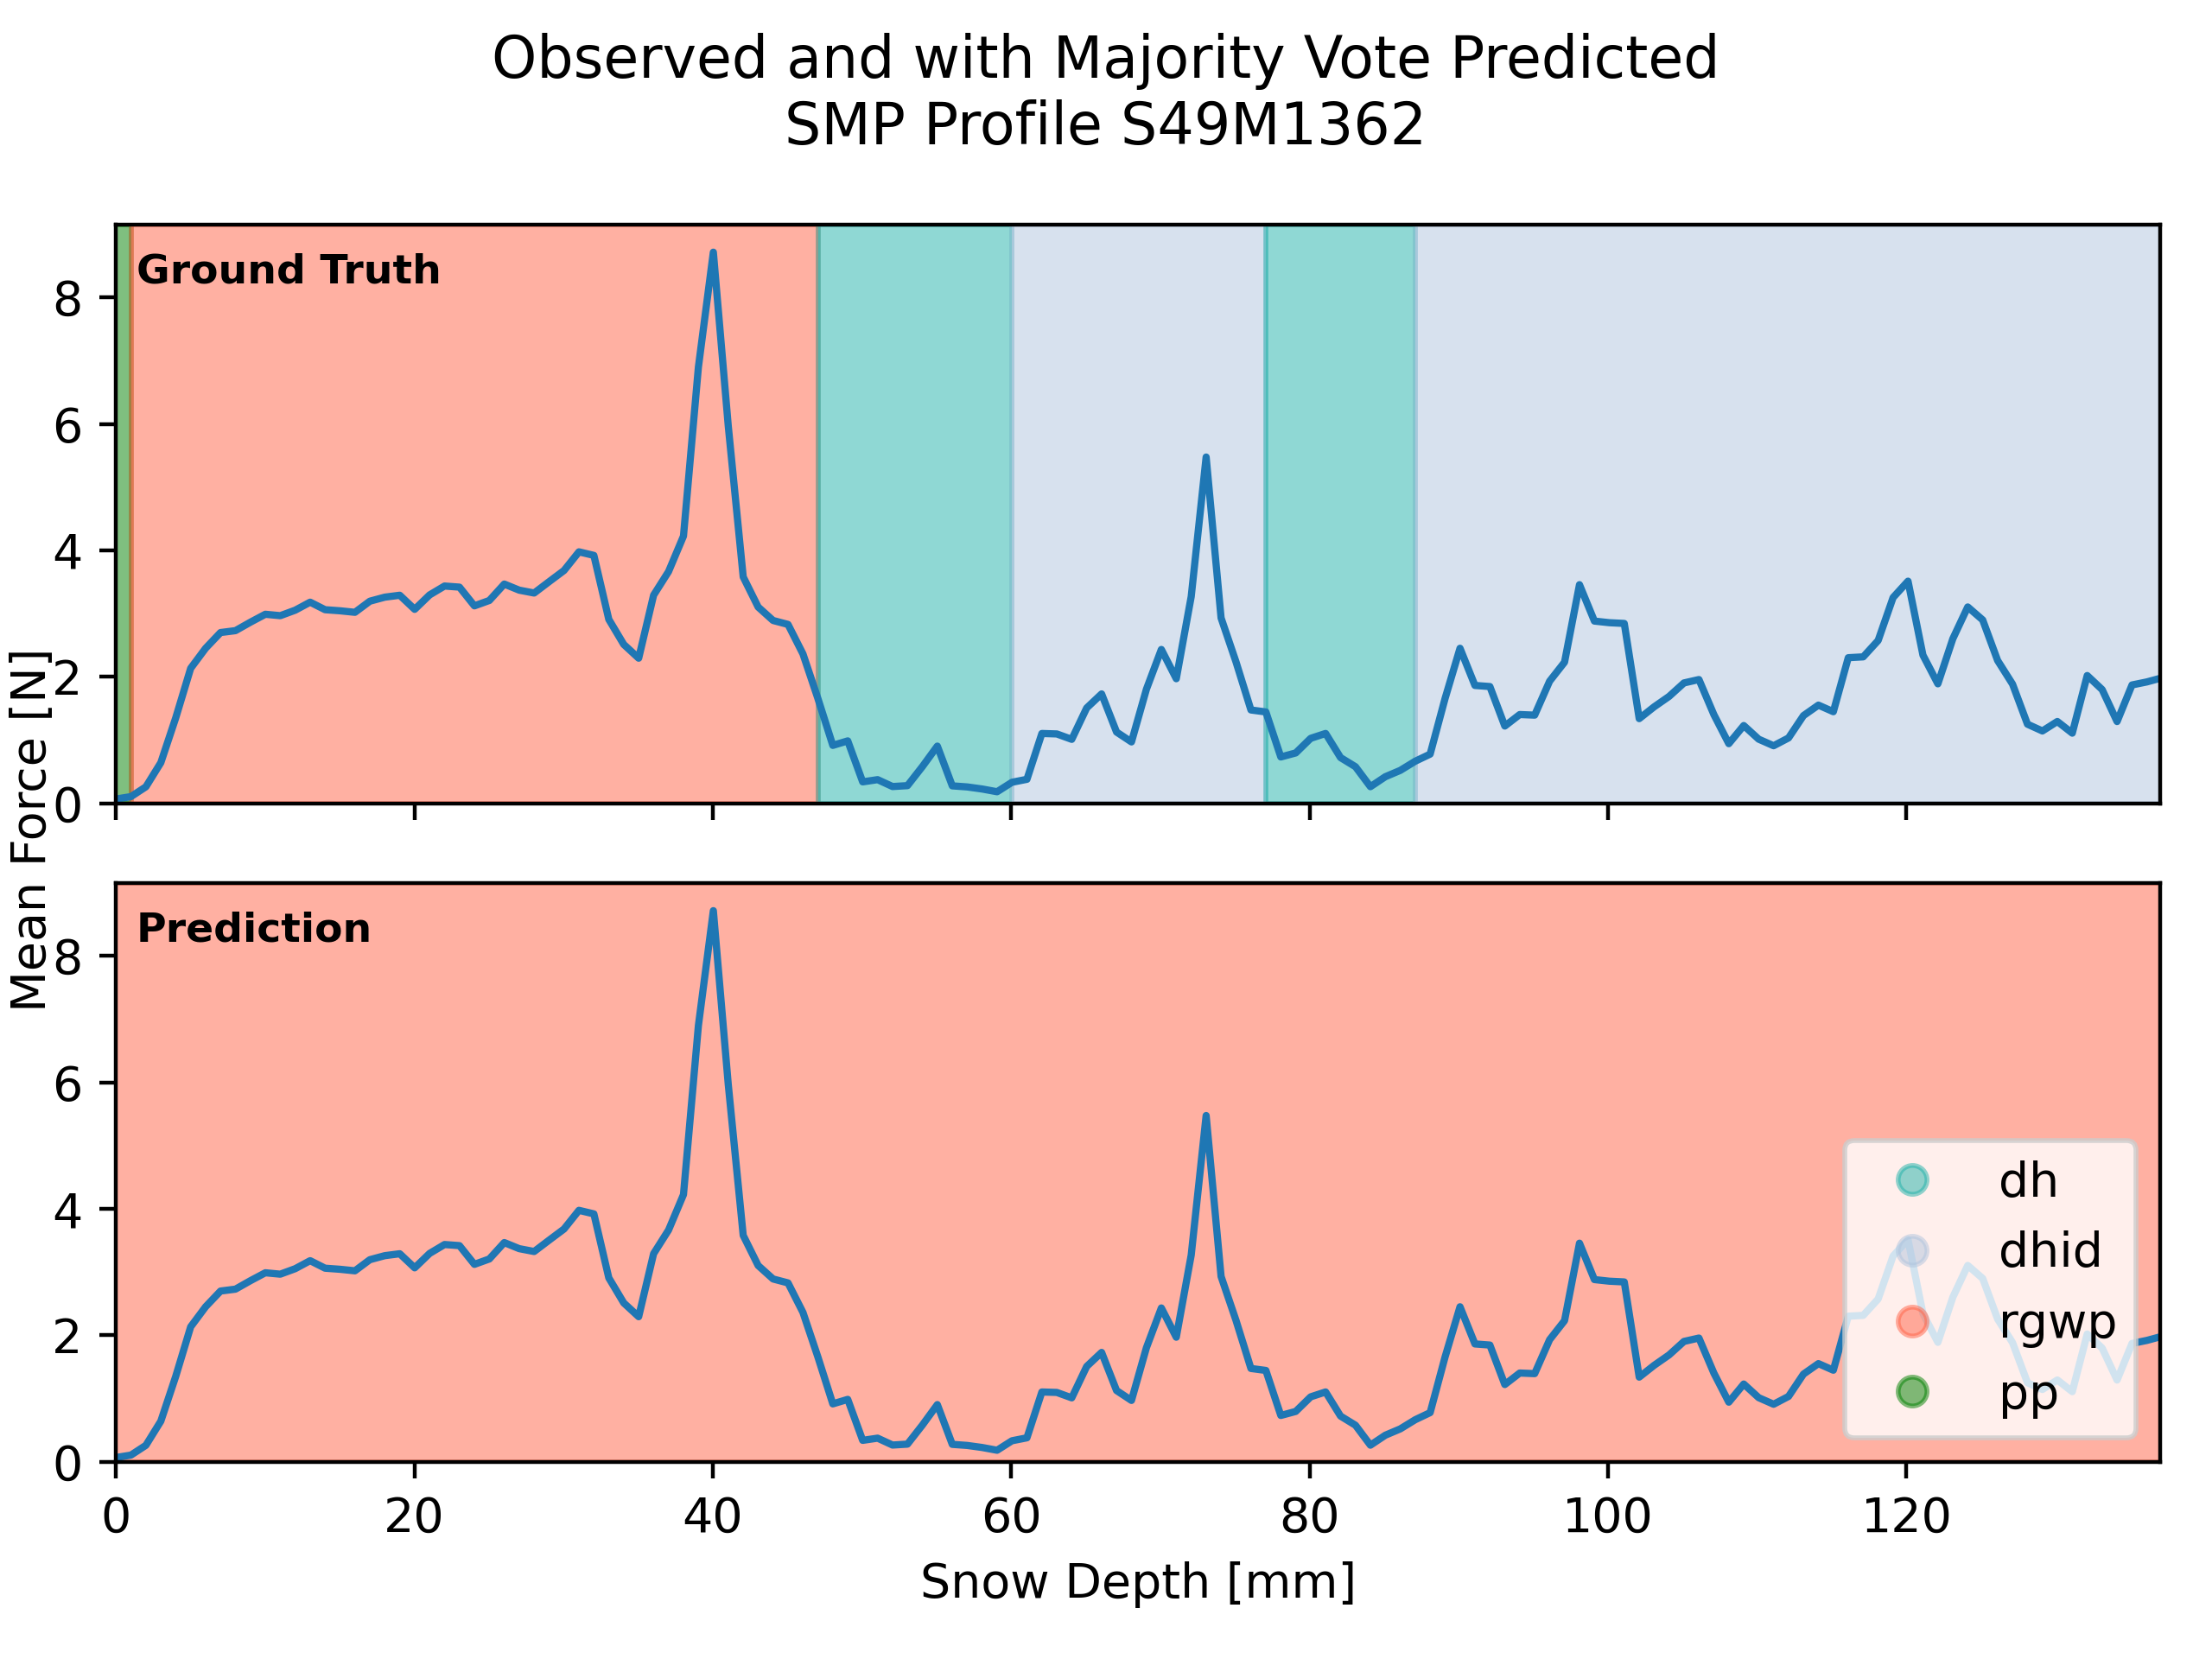 Observed and with Majority Vote Predicted
SMP Profile S49M1362
Ground Truth
8
6
4
2
0
Mean Force [N]
Prediction
8
6
4
2
0
dh
dhid
rgwp
pp
0 20 40 60 80 100 120
Snow Depth [mm]